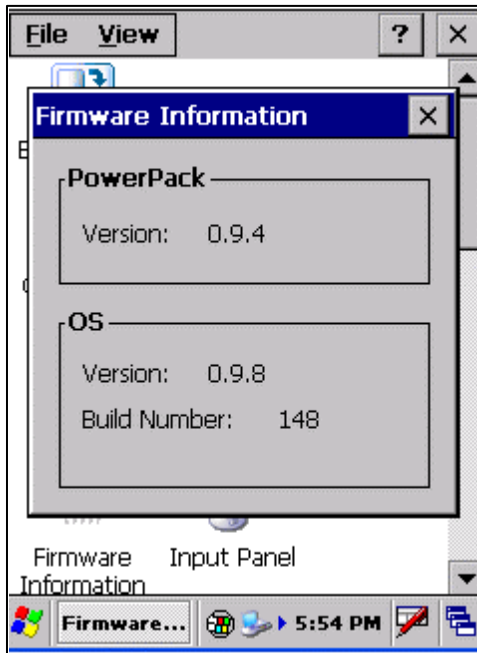 File View ?
Firmware Information
PowerPack
Version: 0.9.4
OS
Version: 0.9.8
Build Number: 148
Firmware Input Panel
Information
Firmware... 5:54 PM